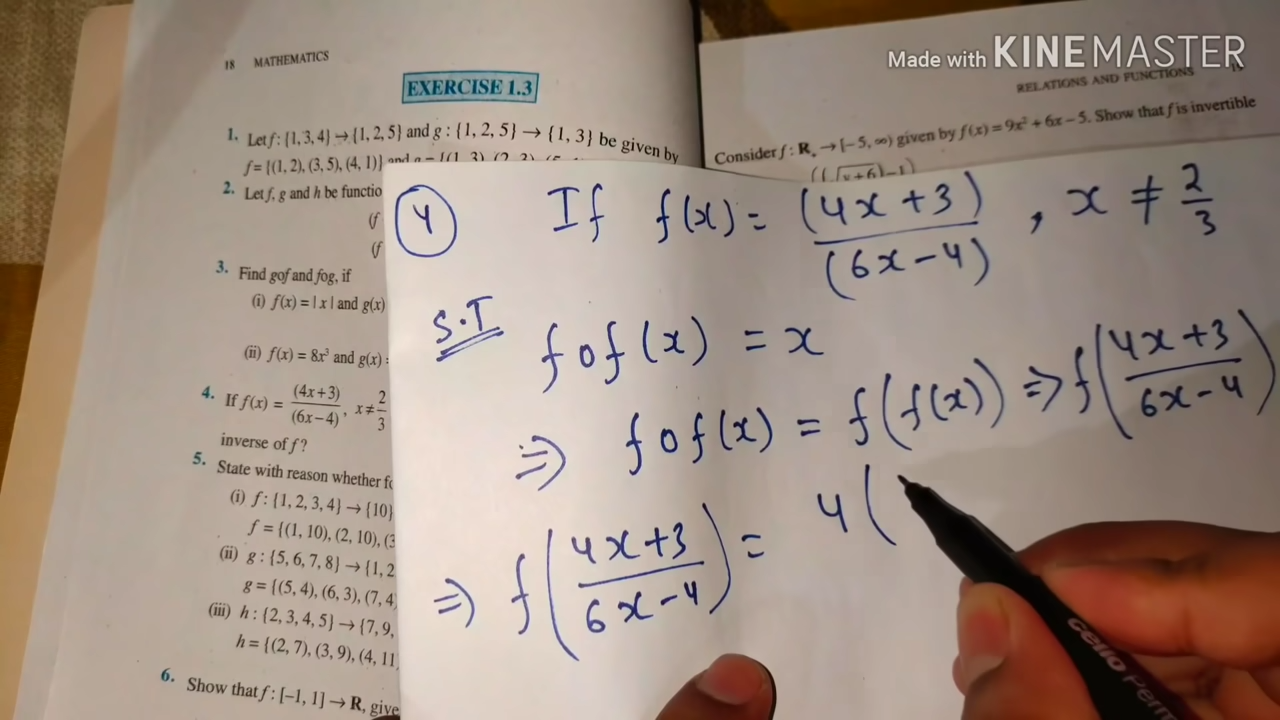 Made with KINEMASTER
18 MATHEMATICS
EXERCISE 1.3
1. Let f : {1, 3, 4} → {1, 2, 5} and g : {1, 2, 5} → {1, 3} be given by
f = {(1, 2), (3, 5), (4, 1)} and
2. Let f, g and h be functio
(f
(f
3. Find gof and fog, if
(i) f(x) = | x | and g(x)
(ii) f(x) = 8x³ and g(x)
4. If f(x) = (4x+3)/(6x−4), x ≠ 2/3
inverse of f?
5. State with reason whether f
(i) f : {1, 2, 3, 4} → {10}
f = {(1, 10), (2, 10), (3
(ii) g : {5, 6, 7, 8} → {1, 2
g = {(5, 4), (6, 3), (7, 4
(iii) h : {2, 3, 4, 5} → {7, 9,
h = {(2, 7), (3, 9), (4, 11
6. Show that f : [−1, 1] → R, give
RELATIONS AND FUNCTIONS
Consider f : R₊ → [−5, ∞) given by f(x) = 9x² + 6x − 5. Show that f is invertible
4 If f(x) = (4x+3)/(6x−4), x ≠ 2/3
S.T fof(x) = x
⇒ fof(x) = f(f(x)) ⇒ f((4x+3)/(6x−4))
⇒ f((4x+3)/(6x−4)) = 4(
cello